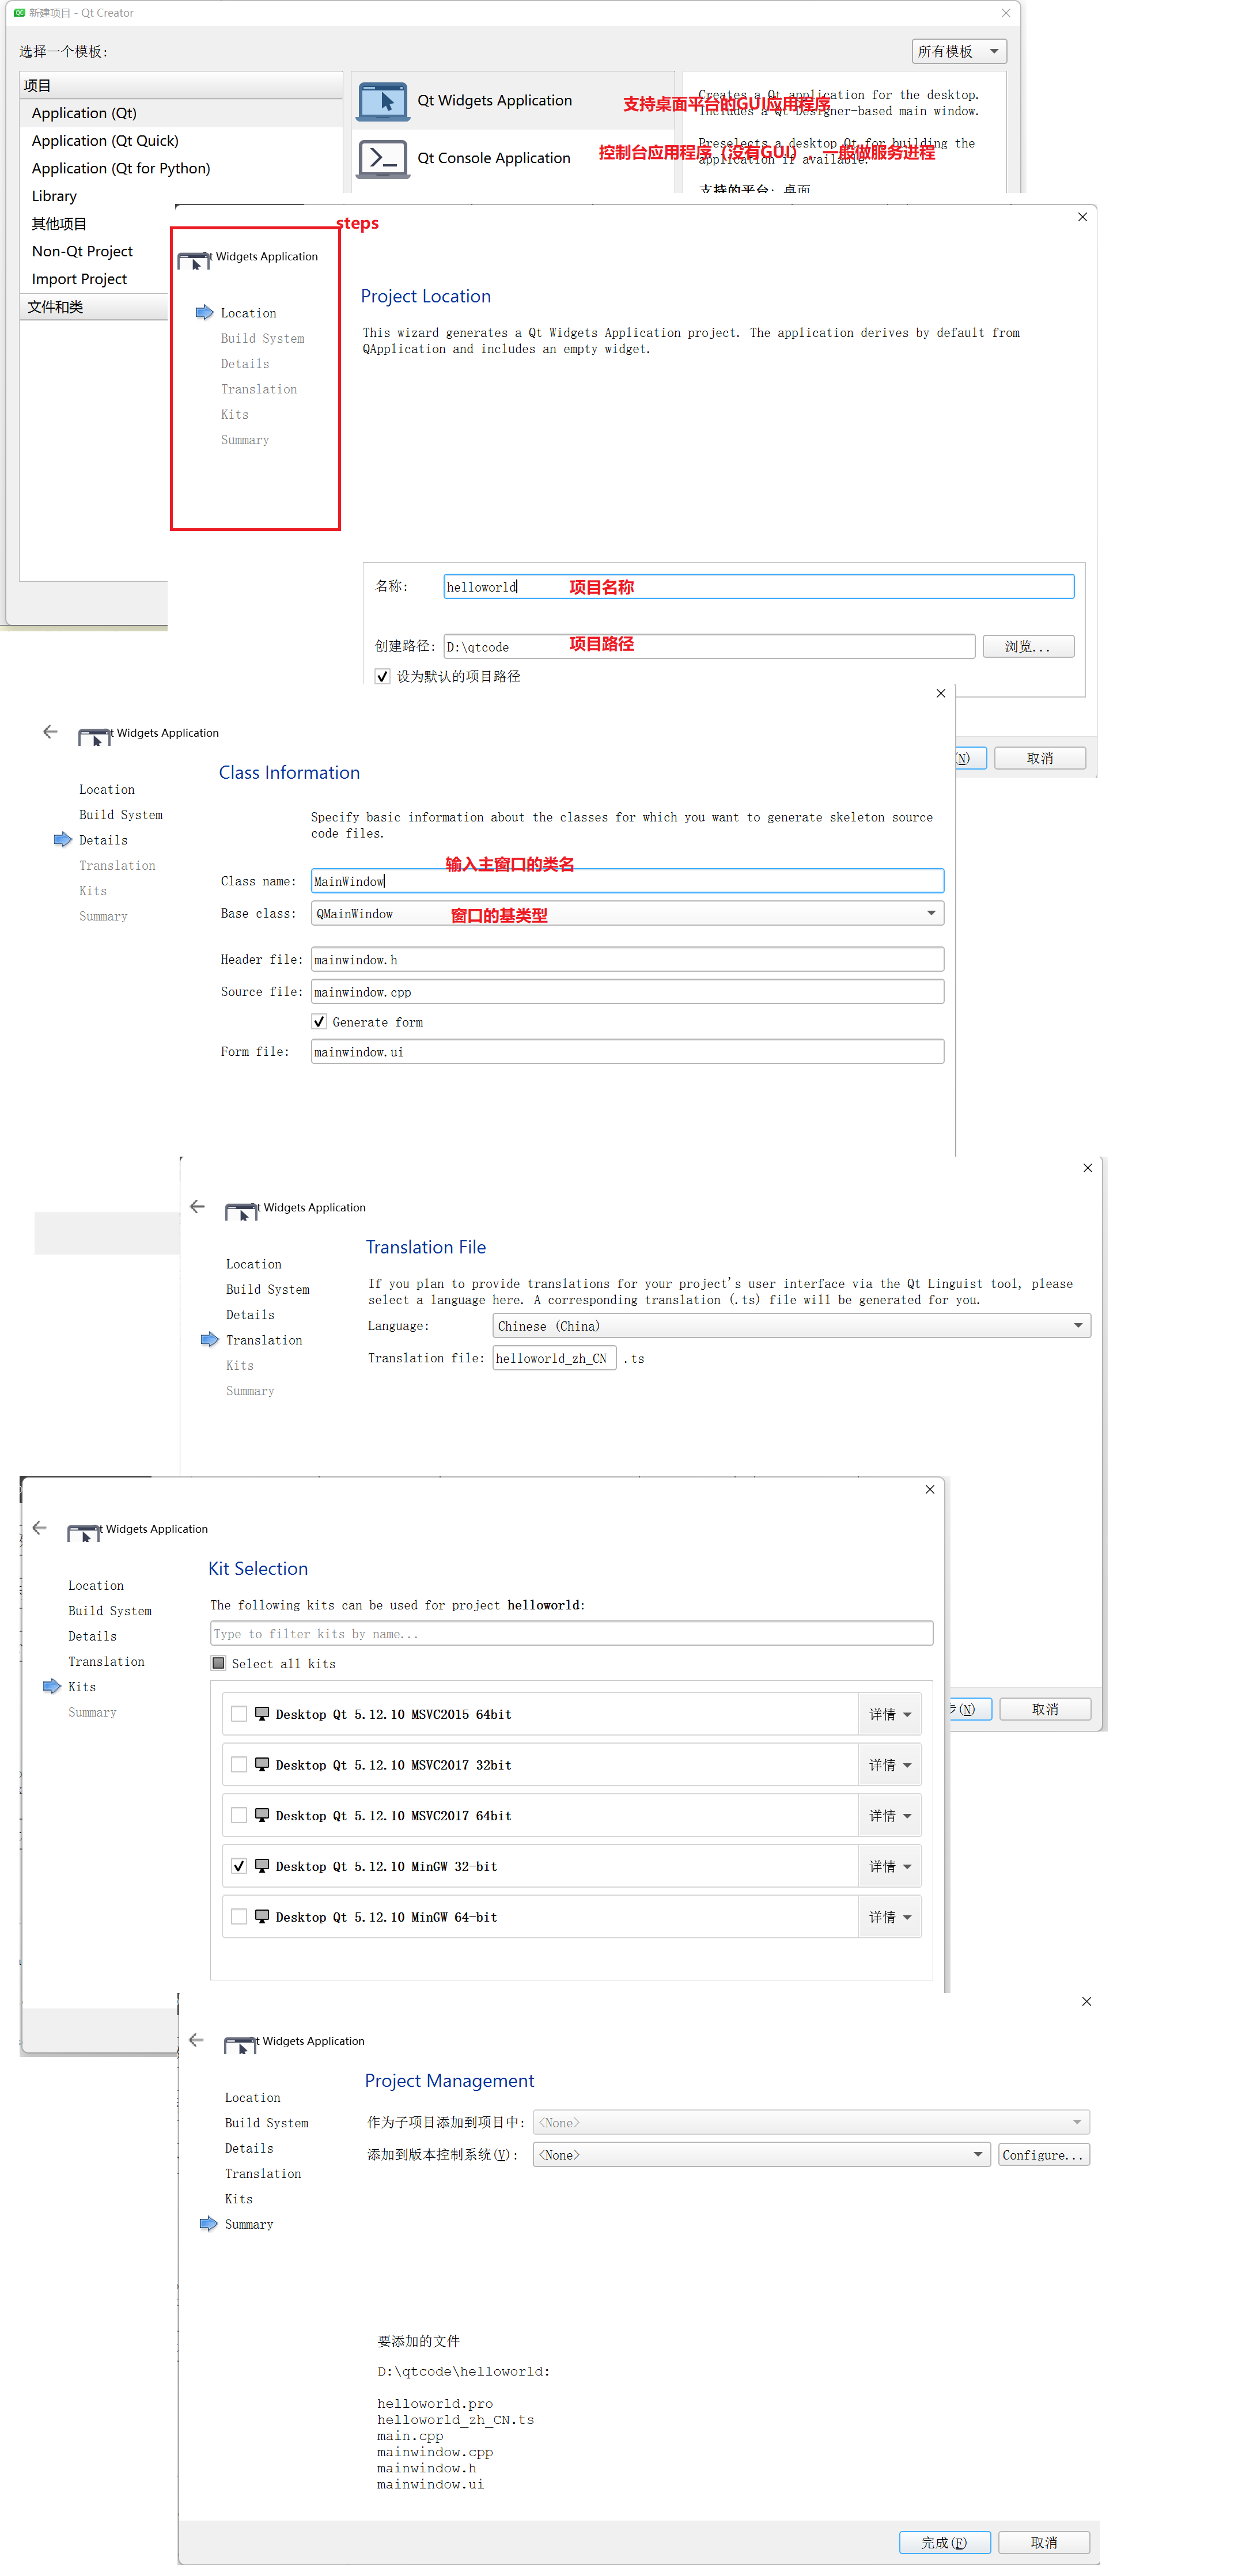 新建项目 - Qt Creator
选择一个模板:
所有模板
项目
Application (Qt)
Application (Qt Quick)
Application (Qt for Python)
Library
其他项目
Non-Qt Project
Import Project
文件和类
Qt Widgets Application
支持桌面平台的GUI应用程序
Qt Console Application
控制台应用程序（没有GUI），一般做服务进程
Creates a Qt application for the desktop.
Includes a Qt Designer-based main window.
Preselects a desktop Qt for building the
application if available.
支持的平台: 桌面
steps
Qt Widgets Application
Location
Build System
Details
Translation
Kits
Summary
Project Location
This wizard generates a Qt Widgets Application project. The application derives by default from
QApplication and includes an empty widget.
名称: helloworld 项目名称
创建路径: D:\qtcode 项目路径 浏览...
设为默认的项目路径
(N) 取消
Qt Widgets Application
Location
Build System
Details
Translation
Kits
Summary
Class Information
Specify basic information about the classes for which you want to generate skeleton source
code files.
输入主窗口的类名
Class name: MainWindow
Base class: QMainWindow 窗口的基类型
Header file: mainwindow.h
Source file: mainwindow.cpp
Generate form
Form file: mainwindow.ui
Qt Widgets Application
Location
Build System
Details
Translation
Kits
Summary
Translation File
If you plan to provide translations for your project's user interface via the Qt Linguist tool, please
select a language here. A corresponding translation (.ts) file will be generated for you.
Language: Chinese (China)
Translation file: helloworld_zh_CN .ts
步(N) 取消
Qt Widgets Application
Location
Build System
Details
Translation
Kits
Summary
Kit Selection
The following kits can be used for project helloworld:
Type to filter kits by name...
Select all kits
Desktop Qt 5.12.10 MSVC2015 64bit 详情
Desktop Qt 5.12.10 MSVC2017 32bit 详情
Desktop Qt 5.12.10 MSVC2017 64bit 详情
Desktop Qt 5.12.10 MinGW 32-bit 详情
Desktop Qt 5.12.10 MinGW 64-bit 详情
Qt Widgets Application
Location
Build System
Details
Translation
Kits
Summary
Project Management
作为子项目添加到项目中: <None>
添加到版本控制系统(V): <None> Configure...
要添加的文件
D:\qtcode\helloworld:
helloworld.pro
helloworld_zh_CN.ts
main.cpp
mainwindow.cpp
mainwindow.h
mainwindow.ui
完成(F) 取消